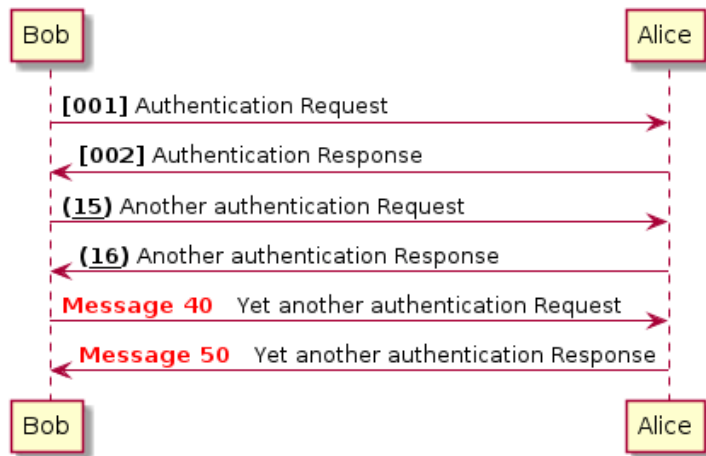 Bob Alice
[001] Authentication Request
[002] Authentication Response
(15) Another authentication Request
(16) Another authentication Response
Message 40 Yet another authentication Request
Message 50 Yet another authentication Response
Bob Alice